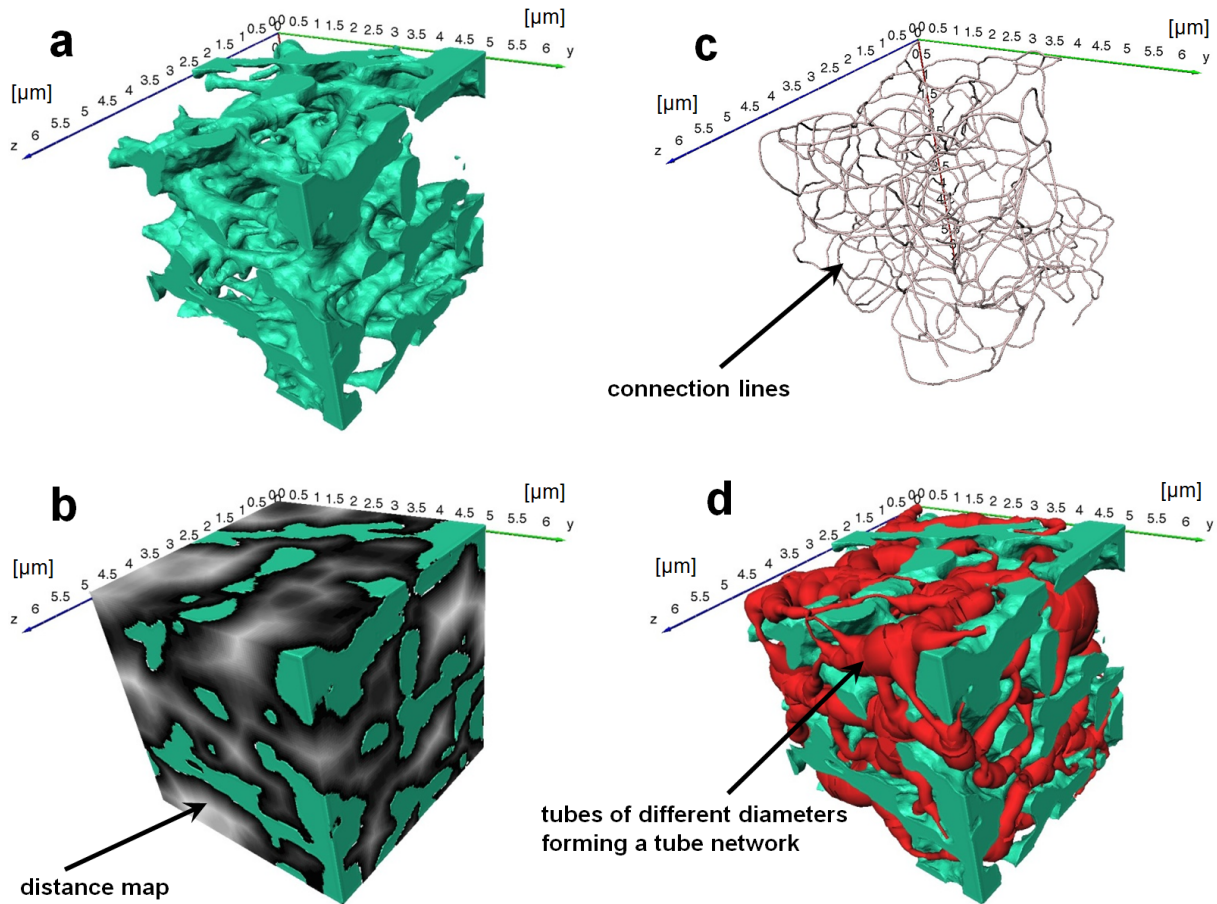 a
[µm]
0 0 0.5 1 1.5 2 2.5 3 3.5 4 4.5 5 5.5 6 y
0 0.5 1 1.5 2 2.5 3 3.5 4 4.5 5 5.5 6 z
[µm]
c
[µm]
0 0.5 1 1.5 2 2.5 3 3.5 4 4.5 5 5.5 6 y
0 0.5 1 1.5 2 2.5 3 3.5 4 4.5 5 5.5 6 z
[µm]
connection lines
b
[µm]
0 0 0.5 1 1.5 2 2.5 3 3.5 4 4.5 5 5.5 6 y
0.5 1 1.5 2 2.5 3 3.5 4 4.5 5 5.5 6 z
[µm]
distance map
d
[µm]
0 0.5 1 1.5 2 2.5 3 3.5 4 4.5 5 5.5 6 y
0.5 1 1.5 2 2.5 3 3.5 4 4.5 5 5.5 6 z
[µm]
tubes of different diameters
forming a tube network